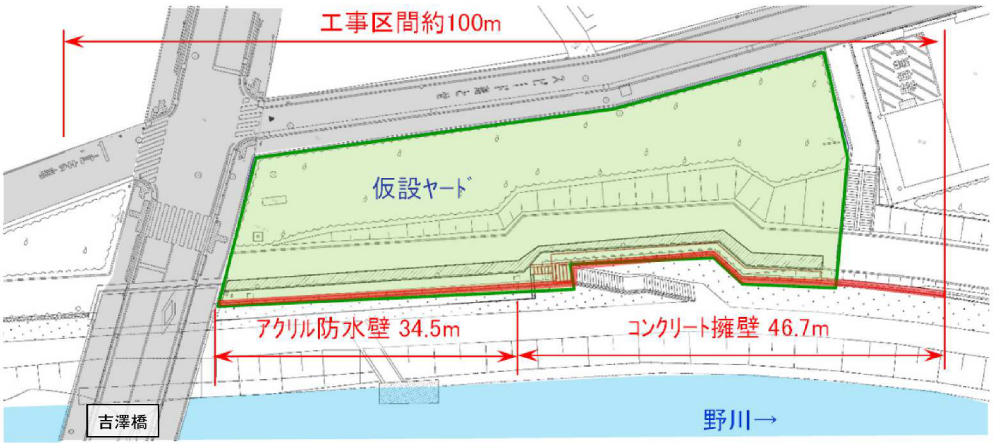 工事区間約100m
仮設ヤード
アクリル防水壁 34.5m
コンクリート擁壁 46.7m
吉澤橋
野川→